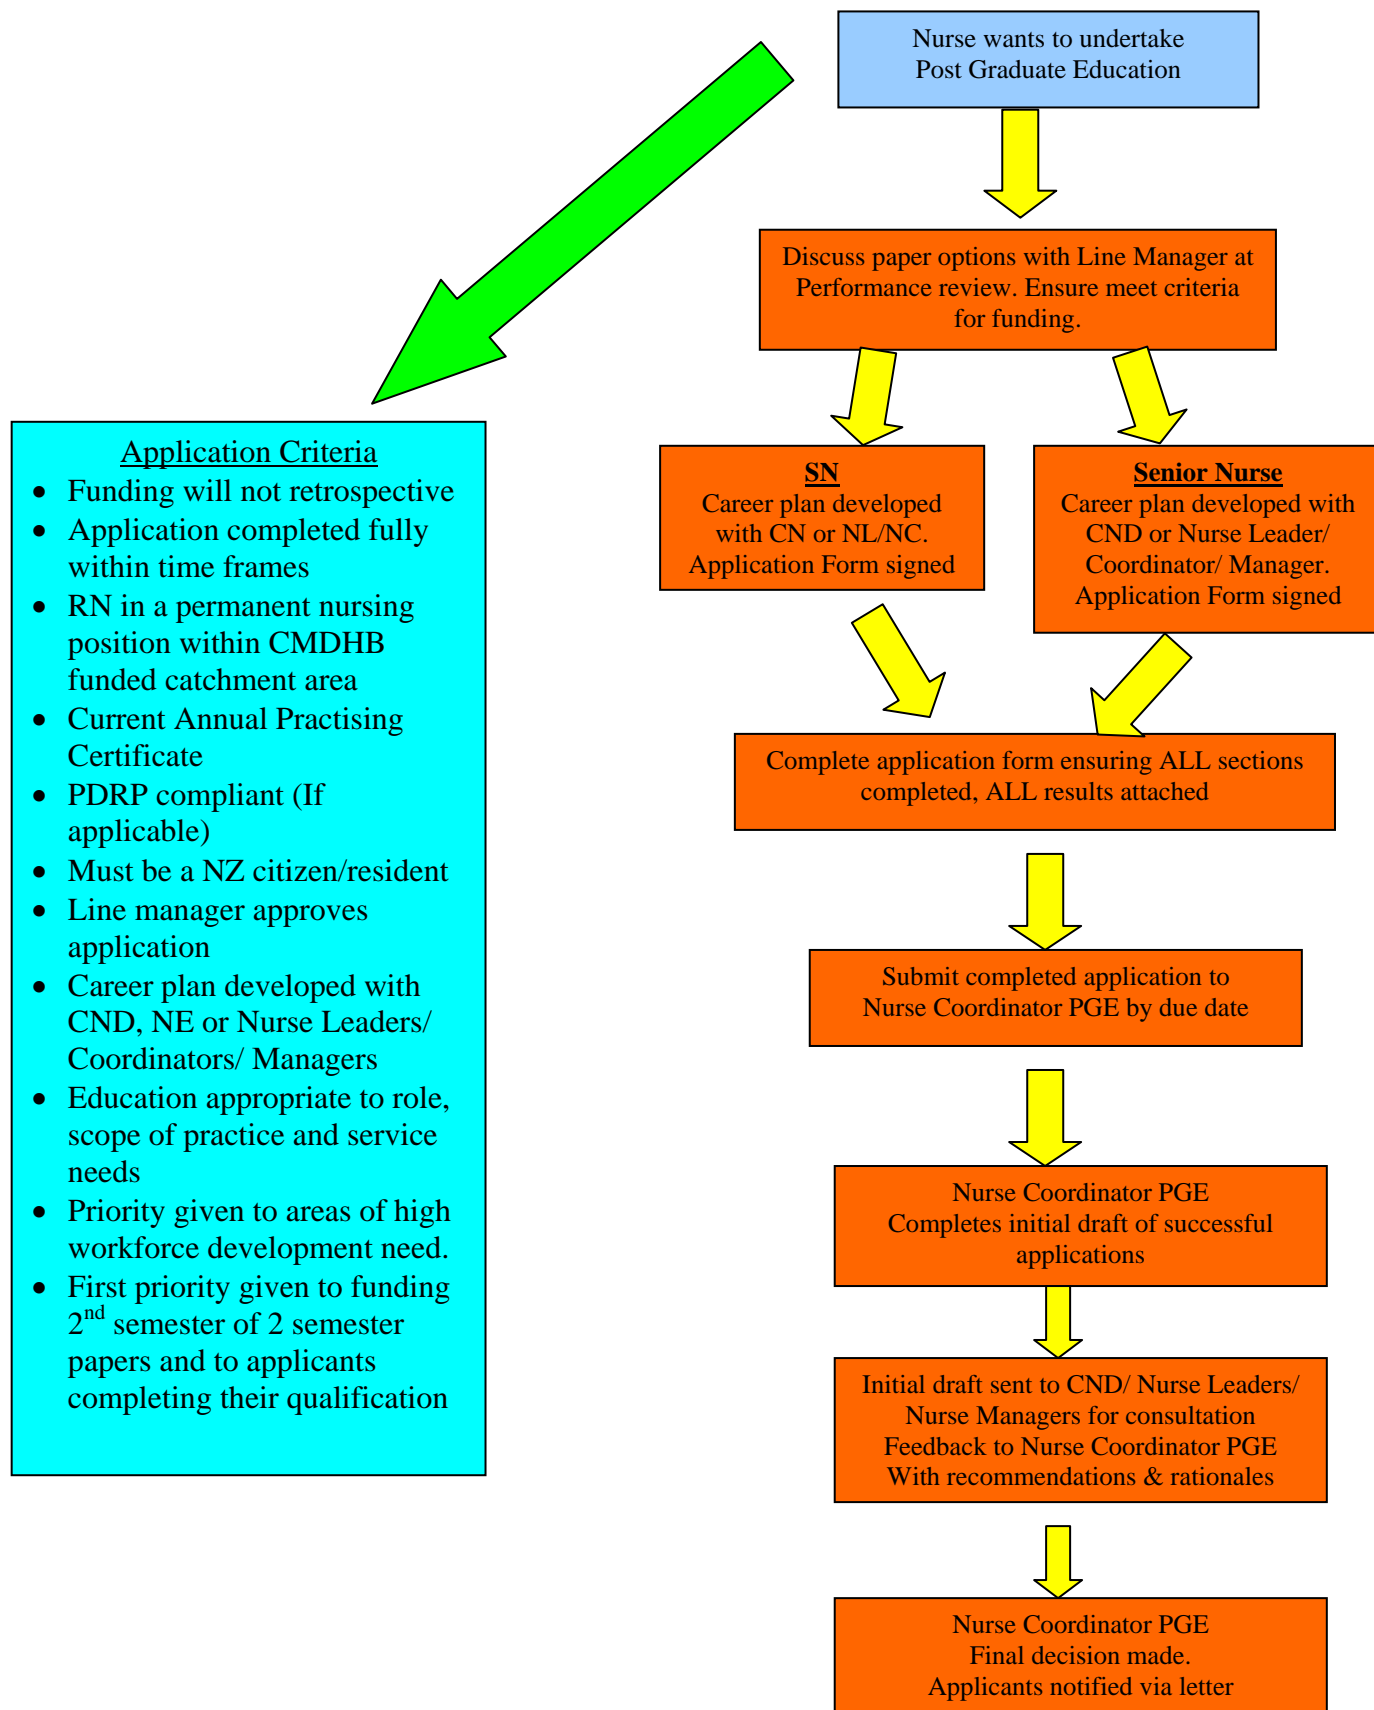 Nurse wants to undertake
Post Graduate Education
Discuss paper options with Line Manager at
Performance review. Ensure meet criteria
for funding.
SN
Career plan developed
with CN or NL/NC.
Application Form signed
Senior Nurse
Career plan developed with
CND or Nurse Leader/
Coordinator/ Manager.
Application Form signed
Complete application form ensuring ALL sections
completed, ALL results attached
Submit completed application to
Nurse Coordinator PGE by due date
Nurse Coordinator PGE
Completes initial draft of successful
applications
Initial draft sent to CND/ Nurse Leaders/
Nurse Managers for consultation
Feedback to Nurse Coordinator PGE
With recommendations & rationales
Nurse Coordinator PGE
Final decision made.
Applicants notified via letter
Application Criteria
• Funding will not retrospective
• Application completed fully
within time frames
• RN in a permanent nursing
position within CMDHB
funded catchment area
• Current Annual Practising
Certificate
• PDRP compliant (If
applicable)
• Must be a NZ citizen/resident
• Line manager approves
application
• Career plan developed with
CND, NE or Nurse Leaders/
Coordinators/ Managers
• Education appropriate to role,
scope of practice and service
needs
• Priority given to areas of high
workforce development need.
• First priority given to funding
2nd semester of 2 semester
papers and to applicants
completing their qualification